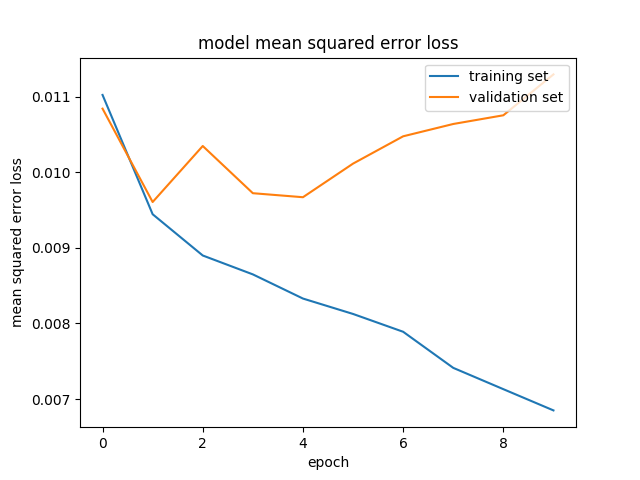 model mean squared error loss
training set
validation set
0.011
0.010
0.009
0.008
0.007
mean squared error loss
0 2 4 6 8
epoch